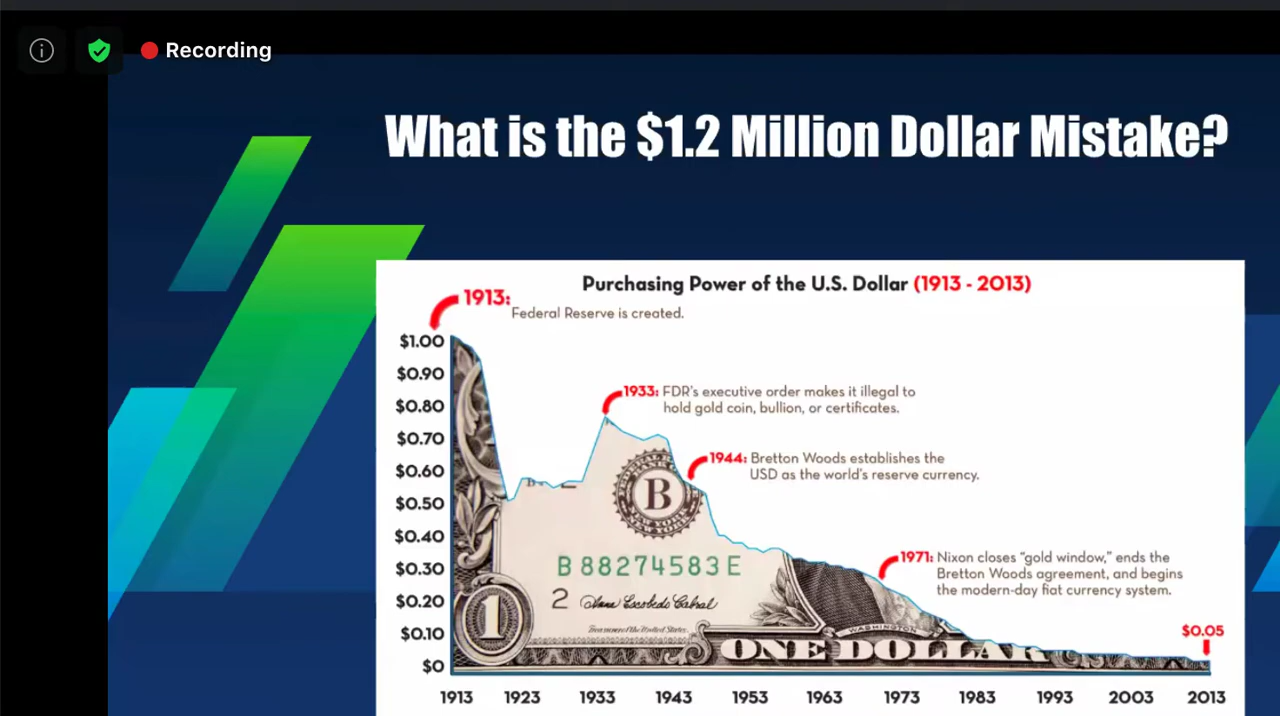 Recording
What is the $1.2 Million Dollar Mistake?
Purchasing Power of the U.S. Dollar (1913 - 2013)
1913:
Federal Reserve is created.
$1.00
$0.90
1933: FDR's executive order makes it illegal to
hold gold coin, bullion, or certificates.
$0.80
$0.70
1944: Bretton Woods establishes the
USD as the world's reserve currency.
$0.60
B
$0.50
$0.40
1971: Nixon closes “gold window,” ends the
Bretton Woods agreement, and begins
the modern-day fiat currency system.
B 88274583 E
$0.30
2
$0.20
1
WASHINGTON
$0.10
$0.05
ONE DOLLAR
$0
1913 1923 1933 1943 1953 1963 1973 1983 1993 2003 2013